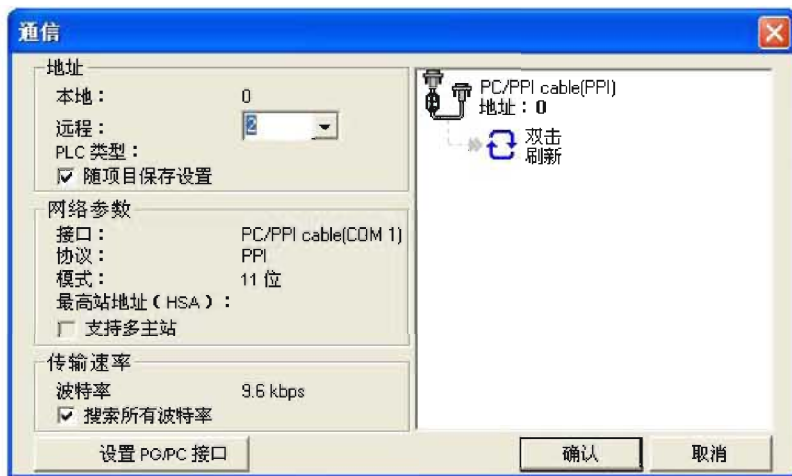 通信
地址
本地： 0
远程： 2
PLC 类型：
随项目保存设置
网络参数
接口： PC/PPI cable(COM 1)
协议： PPI
模式： 11 位
最高站地址（HSA）：
支持多主站
传输速率
波特率 9.6 kbps
搜索所有波特率
设置 PG/PC 接口
PC/PPI cable(PPI)
地址：0
双击
刷新
确认
取消